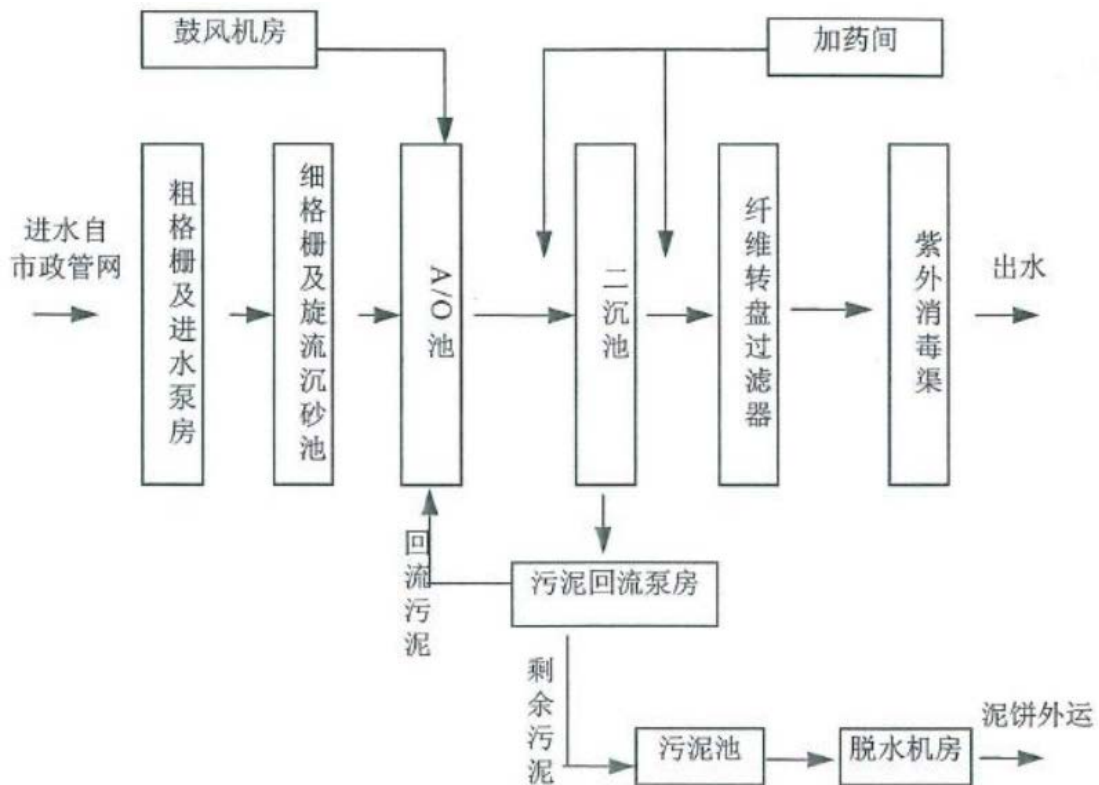 鼓风机房
加药间
进水自
市政管网
粗格栅及进水泵房
细格栅及旋流沉砂池
A/O池
二沉池
纤维转盘过滤器
紫外消毒渠
出水
回流污泥
污泥回流泵房
剩余污泥
污泥池
脱水机房
泥饼外运